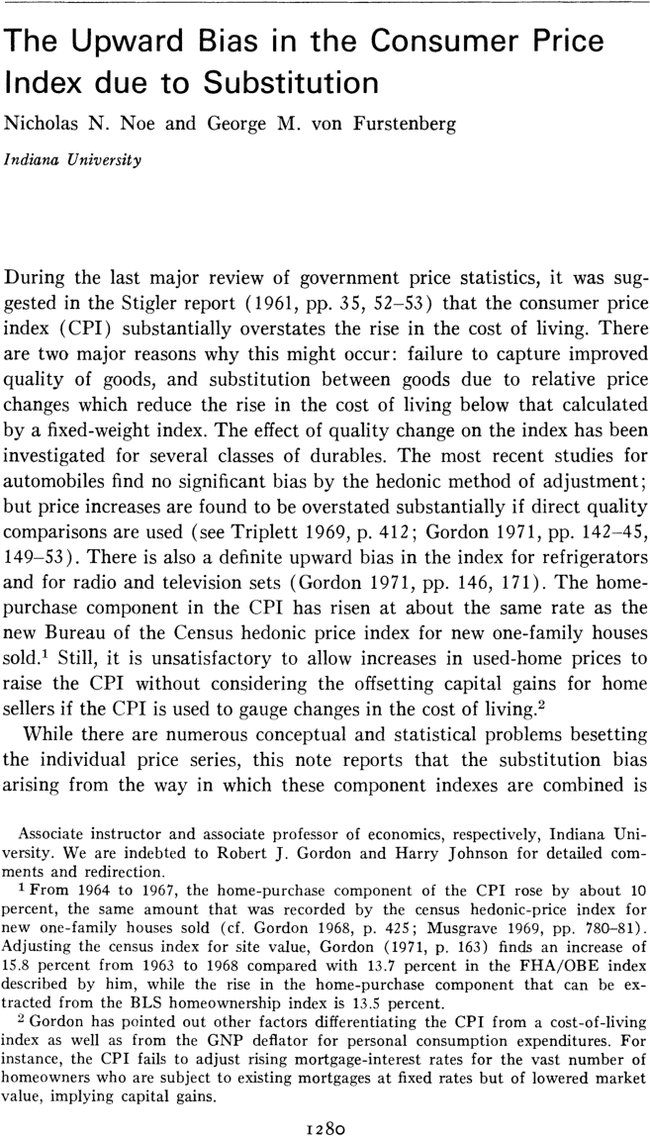 The Upward Bias in the Consumer Price
Index due to Substitution
Nicholas N. Noe and George M. von Furstenberg
Indiana University
During the last major review of government price statistics, it was sug-
gested in the Stigler report (1961, pp. 35, 52–53) that the consumer price
index (CPI) substantially overstates the rise in the cost of living. There
are two major reasons why this might occur: failure to capture improved
quality of goods, and substitution between goods due to relative price
changes which reduce the rise in the cost of living below that calculated
by a fixed-weight index. The effect of quality change on the index has been
investigated for several classes of durables. The most recent studies for
automobiles find no significant bias by the hedonic method of adjustment;
but price increases are found to be overstated substantially if direct quality
comparisons are used (see Triplett 1969, p. 412; Gordon 1971, pp. 142–45,
149–53). There is also a definite upward bias in the index for refrigerators
and for radio and television sets (Gordon 1971, pp. 146, 171). The home-
purchase component in the CPI has risen at about the same rate as the
new Bureau of the Census hedonic price index for new one-family houses
sold.¹ Still, it is unsatisfactory to allow increases in used-home prices to
raise the CPI without considering the offsetting capital gains for home
sellers if the CPI is used to gauge changes in the cost of living.²
While there are numerous conceptual and statistical problems besetting
the individual price series, this note reports that the substitution bias
arising from the way in which these component indexes are combined is
Associate instructor and associate professor of economics, respectively, Indiana Uni-
versity. We are indebted to Robert J. Gordon and Harry Johnson for detailed com-
ments and redirection.
¹ From 1964 to 1967, the home-purchase component of the CPI rose by about 10
percent, the same amount that was recorded by the census hedonic-price index for
new one-family houses sold (cf. Gordon 1968, p. 425; Musgrave 1969, pp. 780–81).
Adjusting the census index for site value, Gordon (1971, p. 163) finds an increase of
15.8 percent from 1963 to 1968 compared with 13.7 percent in the FHA/OBE index
described by him, while the rise in the home-purchase component that can be ex-
tracted from the BLS homeownership index is 13.5 percent.
² Gordon has pointed out other factors differentiating the CPI from a cost-of-living
index as well as from the GNP deflator for personal consumption expenditures. For
instance, the CPI fails to adjust rising mortgage-interest rates for the vast number of
homeowners who are subject to existing mortgages at fixed rates but of lowered market
value, implying capital gains.
1280